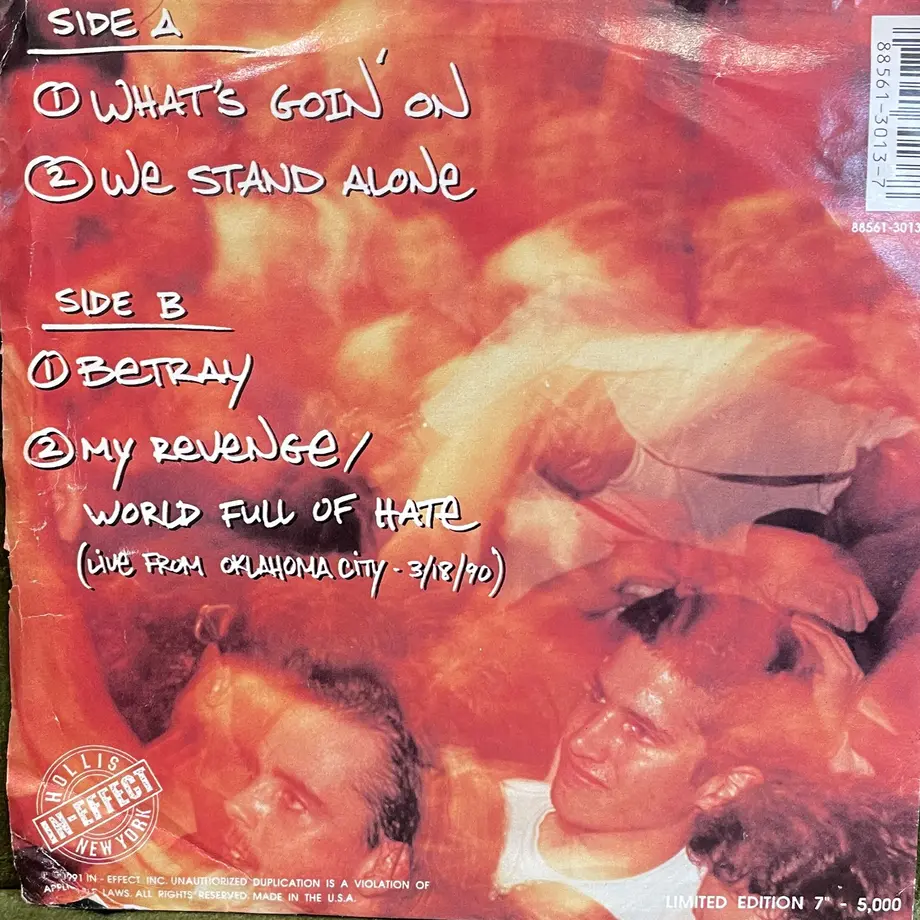 SIDE A
① WHAT'S GOIN' ON
② We STAND ALONe
SIDE B
① BeTRAY
② MY ReVeNGe/
WORLD FULL OF HATe
(LiVe FROM OKLAHOMA CiTY - 3/18/90)
88561-3013-7
88561-3013
HOLLIS
IN-EFFECT
NEW YORK
1991 IN - EFFECT, INC. UNAUTHORIZED DUPLICATION IS A VIOLATION OF
LAWS. ALL RIGHTS RESERVED. MADE IN THE U.S.A.
LIMITED EDITION 7" - 5,000